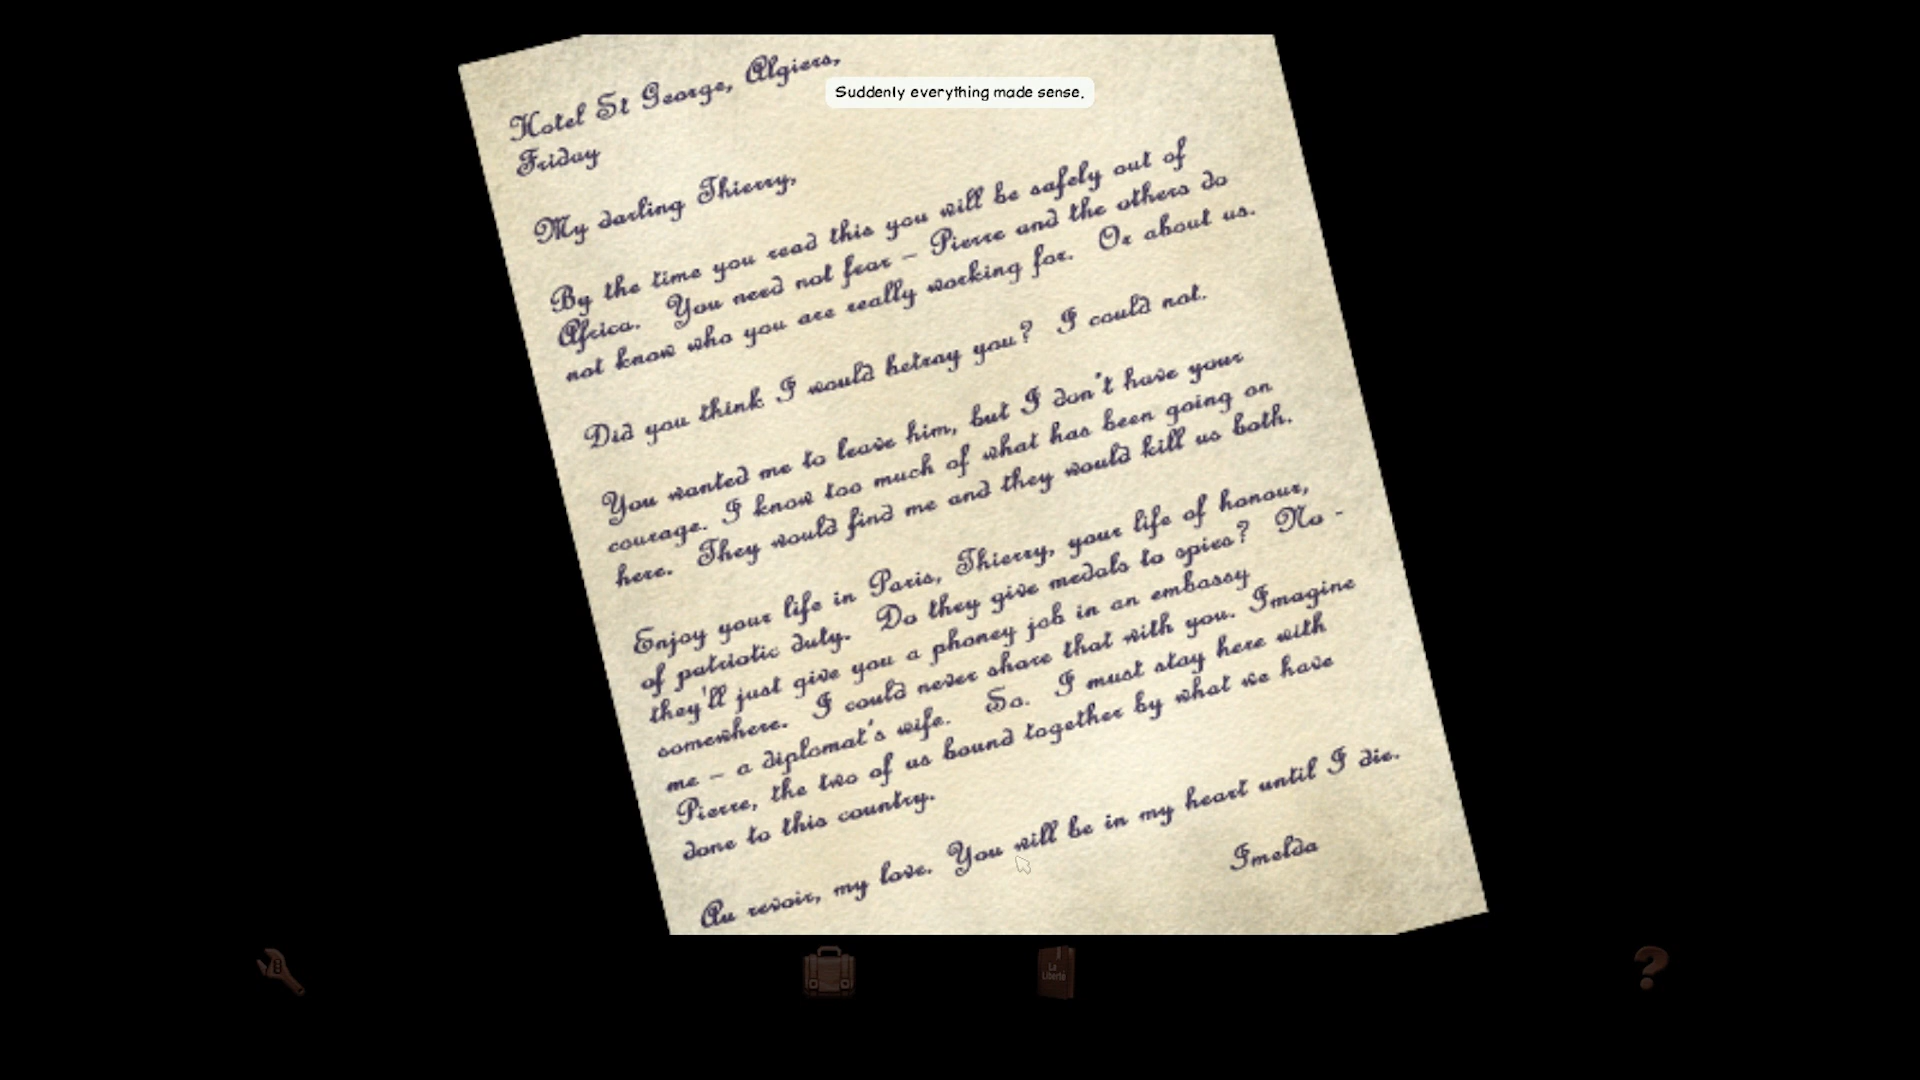 Hotel St George, Algiers,
Suddenly everything made sense.
Friday
My darling Thierry,
By the time you read this you will be safely out of
Africa. You need not fear – Pierre and the others do
not know who you are really working for. Or about us.
Did you think I would betray you? I could not.
You wanted me to leave him, but I don't have your
courage. I know too much of what has been going on
here. They would find me and they would kill us both.
Enjoy your life in Paris, Thierry, your life of honour,
of patriotic duty. Do they give medals to spies? No -
they'll just give you a phoney job in an embassy
somewhere. I could never share that with you. Imagine
me – a diplomat's wife. So. I must stay here with
Pierre, the two of us bound together by what we have
done to this country.
Au revoir, my love. You will be in my heart until I die.
Imelda
La
Liberte